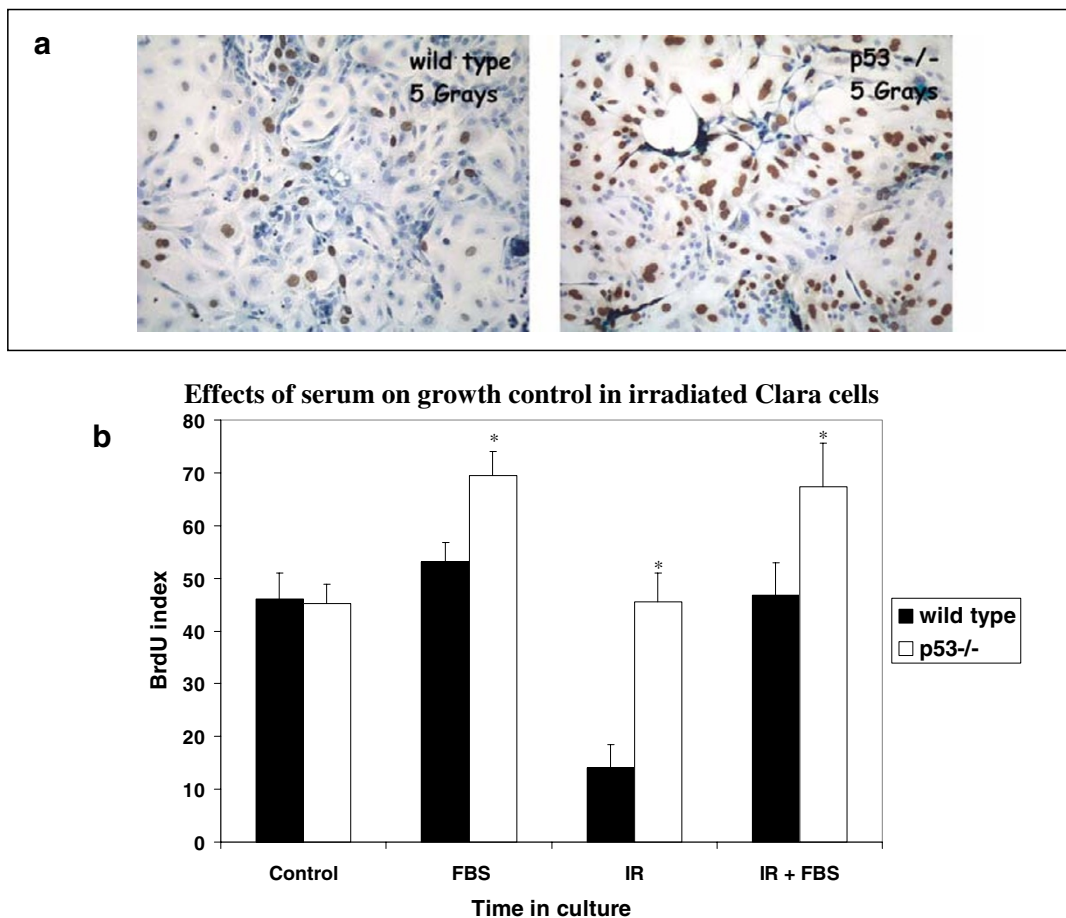 a
wild type
5 Grays
p53 -/-
5 Grays
Effects of serum on growth control in irradiated Clara cells
b
80
70
60
50
40
30
20
10
0
BrdU index
*
*
*
Control
FBS
IR
IR + FBS
Time in culture
wild type
p53-/-